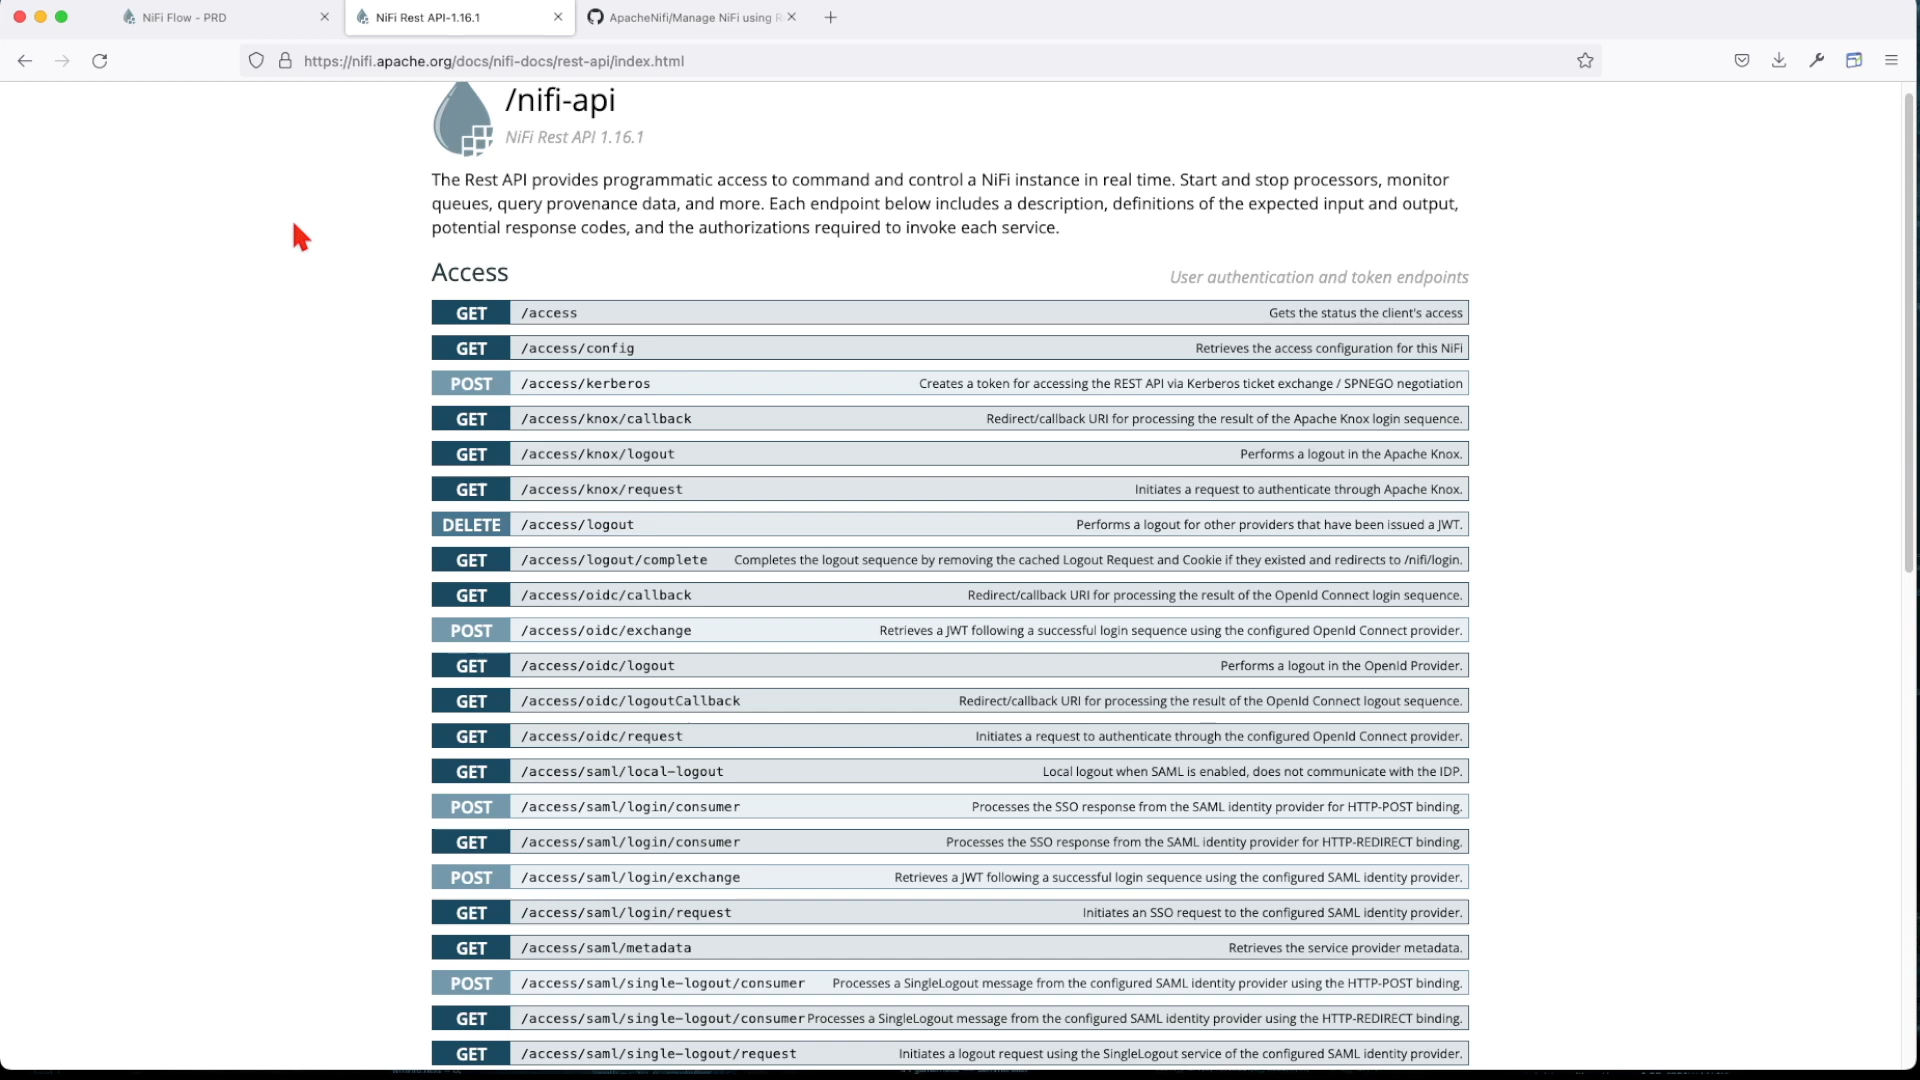 NiFi Flow - PRD
NiFi Rest API-1.16.1
ApacheNifi/Manage NiFi using R
https://nifi.apache.org/docs/nifi-docs/rest-api/index.html
/nifi-api
NiFi Rest API 1.16.1
The Rest API provides programmatic access to command and control a NiFi instance in real time. Start and stop processors, monitor
queues, query provenance data, and more. Each endpoint below includes a description, definitions of the expected input and output,
potential response codes, and the authorizations required to invoke each service.
Access User authentication and token endpoints
GET /access Gets the status the client's access
GET /access/config Retrieves the access configuration for this NiFi
POST /access/kerberos Creates a token for accessing the REST API via Kerberos ticket exchange / SPNEGO negotiation
GET /access/knox/callback Redirect/callback URI for processing the result of the Apache Knox login sequence.
GET /access/knox/logout Performs a logout in the Apache Knox.
GET /access/knox/request Initiates a request to authenticate through Apache Knox.
DELETE /access/logout Performs a logout for other providers that have been issued a JWT.
GET /access/logout/complete Completes the logout sequence by removing the cached Logout Request and Cookie if they existed and redirects to /nifi/login.
GET /access/oidc/callback Redirect/callback URI for processing the result of the OpenId Connect login sequence.
POST /access/oidc/exchange Retrieves a JWT following a successful login sequence using the configured OpenId Connect provider.
GET /access/oidc/logout Performs a logout in the OpenId Provider.
GET /access/oidc/logoutCallback Redirect/callback URI for processing the result of the OpenId Connect logout sequence.
GET /access/oidc/request Initiates a request to authenticate through the configured OpenId Connect provider.
GET /access/saml/local-logout Local logout when SAML is enabled, does not communicate with the IDP.
POST /access/saml/login/consumer Processes the SSO response from the SAML identity provider for HTTP-POST binding.
GET /access/saml/login/consumer Processes the SSO response from the SAML identity provider for HTTP-REDIRECT binding.
POST /access/saml/login/exchange Retrieves a JWT following a successful login sequence using the configured SAML identity provider.
GET /access/saml/login/request Initiates an SSO request to the configured SAML identity provider.
GET /access/saml/metadata Retrieves the service provider metadata.
POST /access/saml/single-logout/consumer Processes a SingleLogout message from the configured SAML identity provider using the HTTP-POST binding.
GET /access/saml/single-logout/consumer Processes a SingleLogout message from the configured SAML identity provider using the HTTP-REDIRECT binding.
GET /access/saml/single-logout/request Initiates a logout request using the SingleLogout service of the configured SAML identity provider.